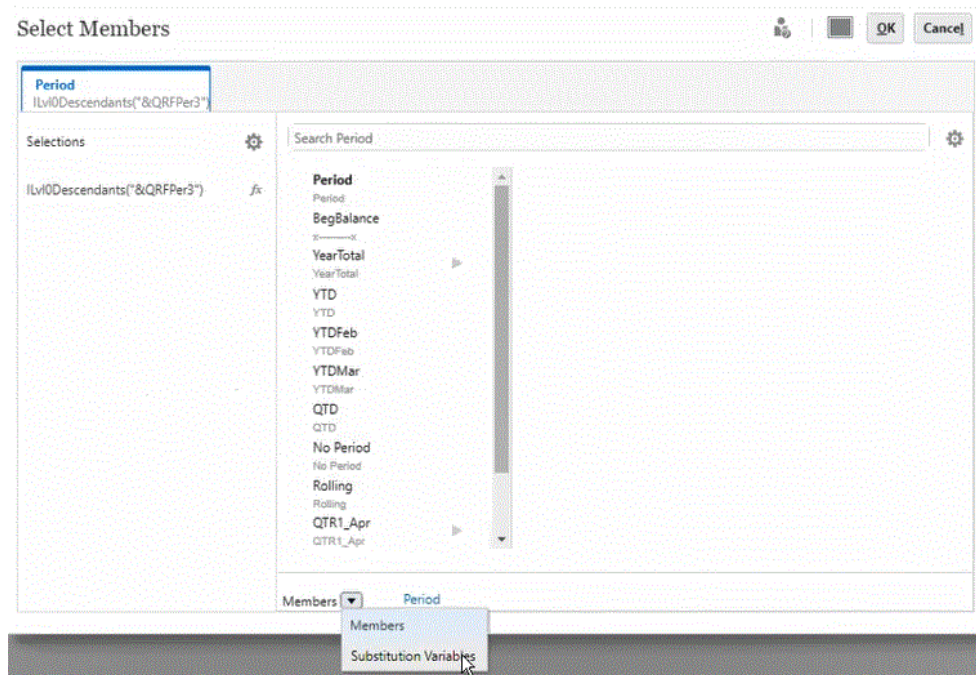 Select Members
OK
Cancel
Period
ILvl0Descendants("&QRFPer3")
Selections
Search Period
ILvl0Descendants("&QRFPer3")
fx
Period
Period
BegBalance
x--------x
YearTotal
YearTotal
YTD
YTD
YTDFeb
YTDFeb
YTDMar
YTDMar
QTD
QTD
No Period
No Period
Rolling
Rolling
QTR1_Apr
QTR1_Apr
Members
Period
Members
Substitution Variables